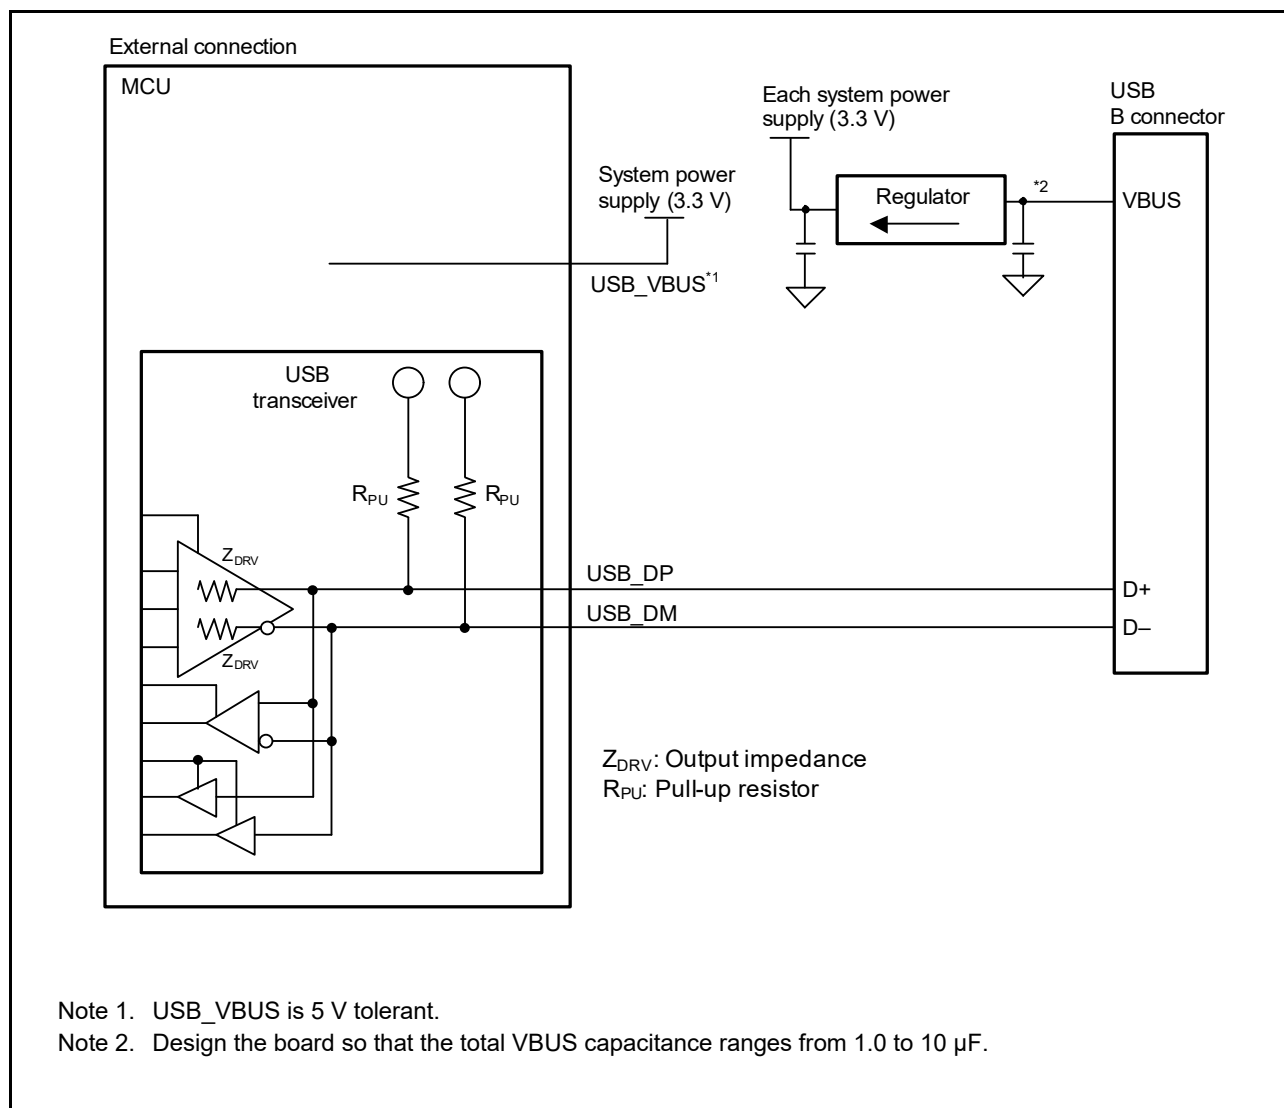 External connection
MCU
Each system power
supply (3.3 V)
USB
B connector
System power
supply (3.3 V)
Regulator
*2
VBUS
USB_VBUS*1
USB
transceiver
RPU
RPU
ZDRV
USB_DP
D+
USB_DM
D–
ZDRV
ZDRV: Output impedance
RPU: Pull-up resistor
Note 1. USB_VBUS is 5 V tolerant.
Note 2. Design the board so that the total VBUS capacitance ranges from 1.0 to 10 μF.